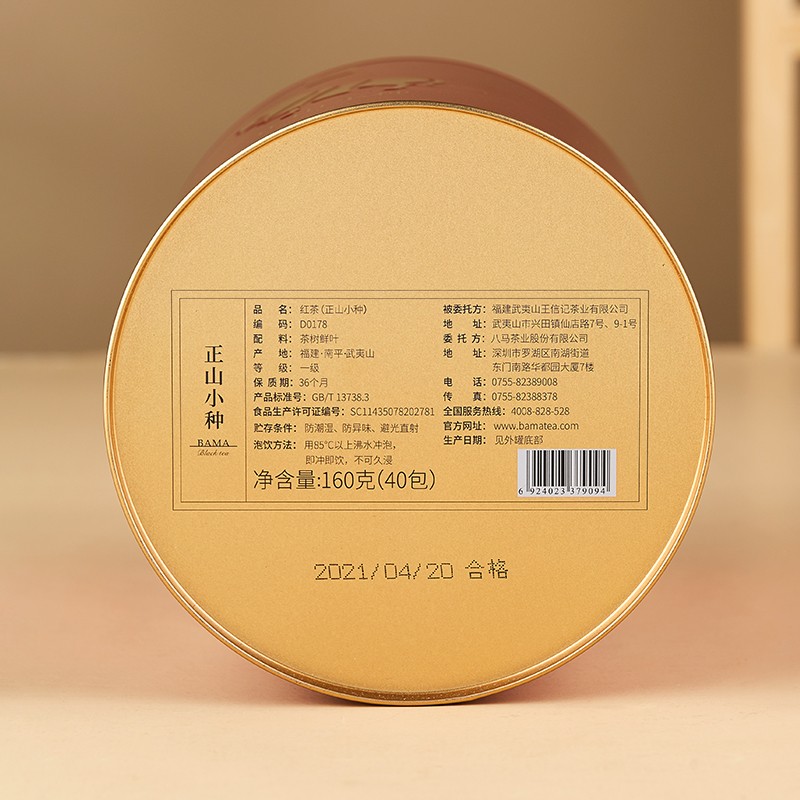 正山小种
BAMA
Black tea
品 名：红茶（正山小种）
编 码：D0178
配 料：茶树鲜叶
产 地：福建·南平·武夷山
等 级：一级
保 质 期：36个月
产品标准号：GB/T 13738.3
食品生产许可证编号：SC11435078202781
贮存条件：防潮湿、防异味、避光直射
泡饮方法：用85℃以上沸水冲泡，
即冲即饮，不可久浸
净含量:160克(40包)
被委托方：福建武夷山王信记茶业有限公司
地 址：武夷山市兴田镇仙店路7号、9-1号
委 托 方：八马茶业股份有限公司
地 址：深圳市罗湖区南湖街道
东门南路华都园大厦7楼
电 话：0755-82389008
传 真：0755-82388378
全国服务热线：4008-828-528
官方网址：www.bamatea.com
生产日期：见外罐底部
6 924023 379094
2021/04/20 合格